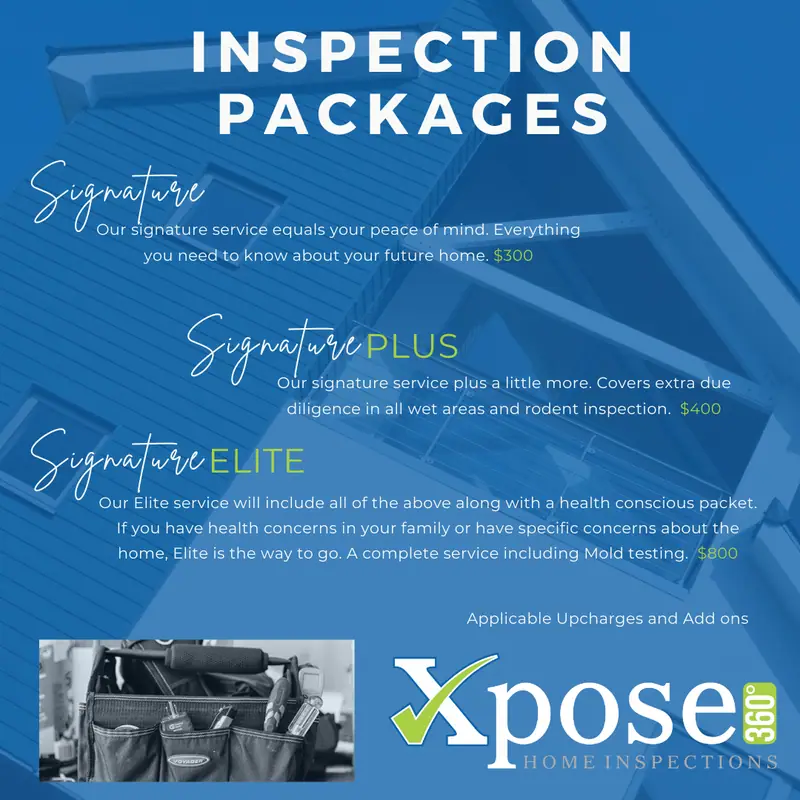 INSPECTION
PACKAGES
Signature
Our signature service equals your peace of mind. Everything
you need to know about your future home. $300
Signature PLUS
Our signature service plus a little more. Covers extra due
diligence in all wet areas and rodent inspection. $400
Signature ELITE
Our Elite service will include all of the above along with a health conscious packet.
If you have health concerns in your family or have specific concerns about the
home, Elite is the way to go. A complete service including Mold testing. $800
Applicable Upcharges and Add ons
VOYAGER
Xpose 360°
HOME INSPECTIONS